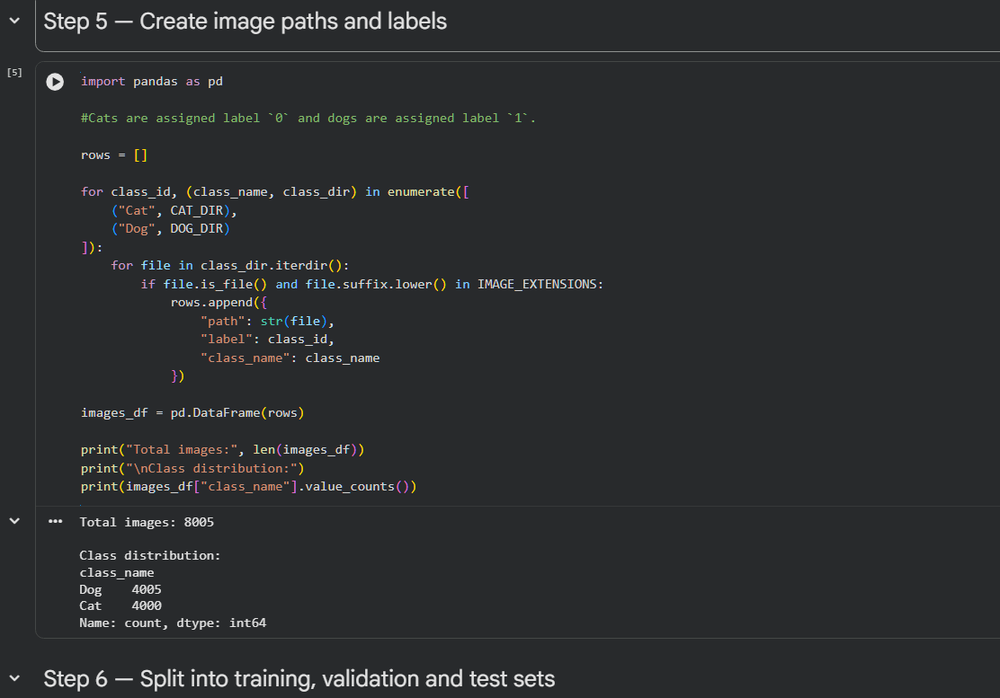 Step 5 — Create image paths and labels
[5]
import pandas as pd
#Cats are assigned label `0` and dogs are assigned label `1`.
rows = []
for class_id, (class_name, class_dir) in enumerate([
    ("Cat", CAT_DIR),
    ("Dog", DOG_DIR)
]):
    for file in class_dir.iterdir():
        if file.is_file() and file.suffix.lower() in IMAGE_EXTENSIONS:
            rows.append({
                "path": str(file),
                "label": class_id,
                "class_name": class_name
            })
images_df = pd.DataFrame(rows)
print("Total images:", len(images_df))
print("\nClass distribution:")
print(images_df["class_name"].value_counts())
Total images: 8005
Class distribution:
class_name
Dog    4005
Cat    4000
Name: count, dtype: int64
Step 6 — Split into training, validation and test sets